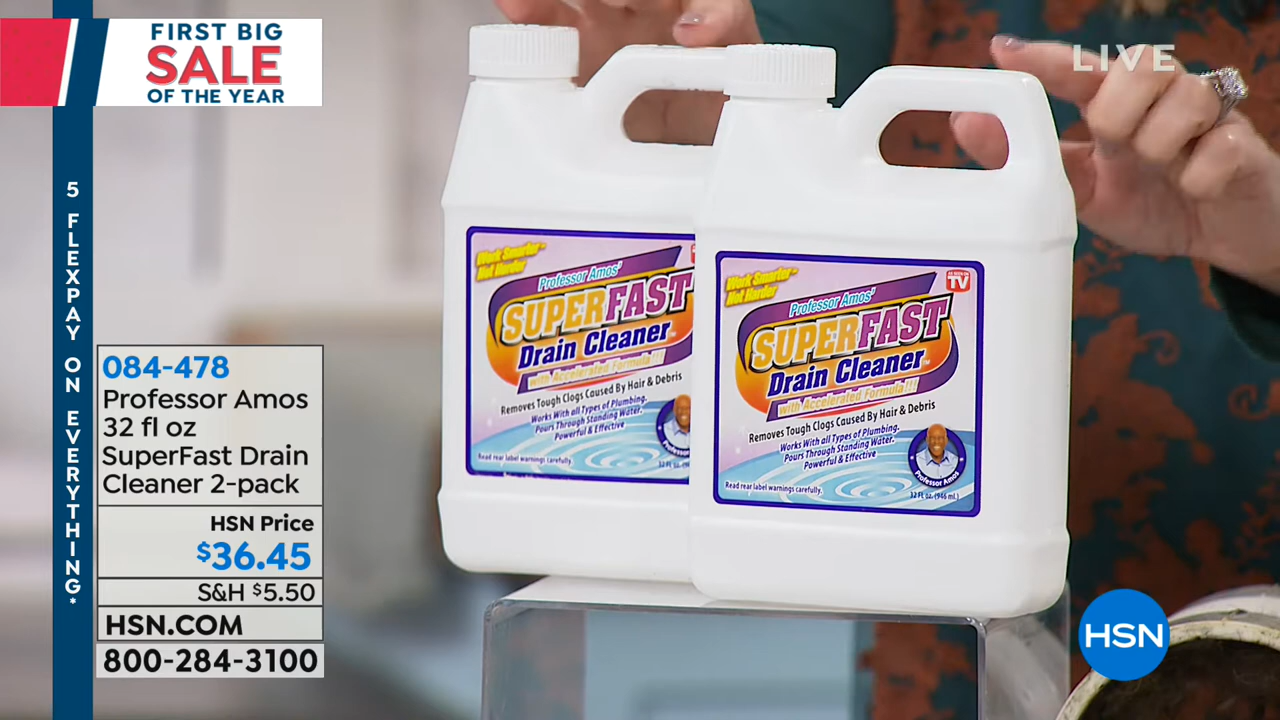 FIRST BIG
SALE
OF THE YEAR
LIVE
5 FLEXPAY ON EVERYTHING.*
084-478
Professor Amos
32 fl oz
SuperFast Drain
Cleaner 2-pack
HSN Price
$36.45
S&H $5.50
HSN.COM
800-284-3100
Work Smarter~
Not Harder
Professor Amos'
SUPERFAST
Drain Cleaner
with Accelerated Formula!!!
Removes Tough Clogs Caused By Hair & Debris
Works With all Types of Plumbing.
Pours Through Standing Water.
Powerful & Effective
Read rear label warnings carefully.
Work Smarter~
Not Harder
AS SEEN ON
TV
Professor Amos'
SUPERFAST
Drain Cleaner™
with Accelerated Formula!!!
Removes Tough Clogs Caused By Hair & Debris
Works With all Types of Plumbing.
Pours Through Standing Water.
Powerful & Effective
Professor Amos
Read rear label warnings carefully.
32 FL oz. (946 mL)
HSN